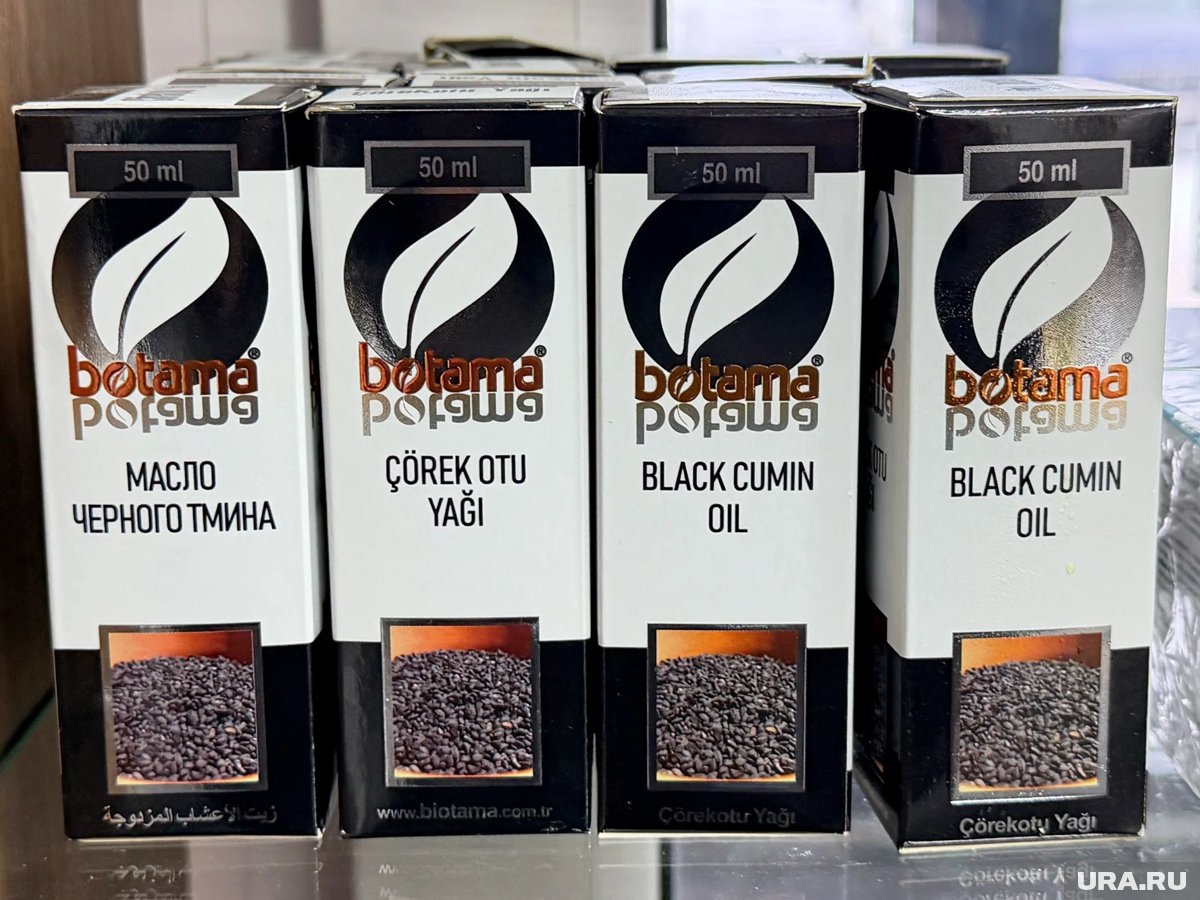 50 ml
botama®
МАСЛО
ЧЕРНОГО ТМИНА
زيت الأعشاب المزدوجة
50 ml
botama®
ÇÖREK OTU
YAĞI
www.biotama.com.tr
50 ml
botama®
BLACK CUMIN
OIL
Çörekotu Yağı
50 ml
botama®
BLACK CUMIN
OIL
Çörekotu Yağı
URA.RU